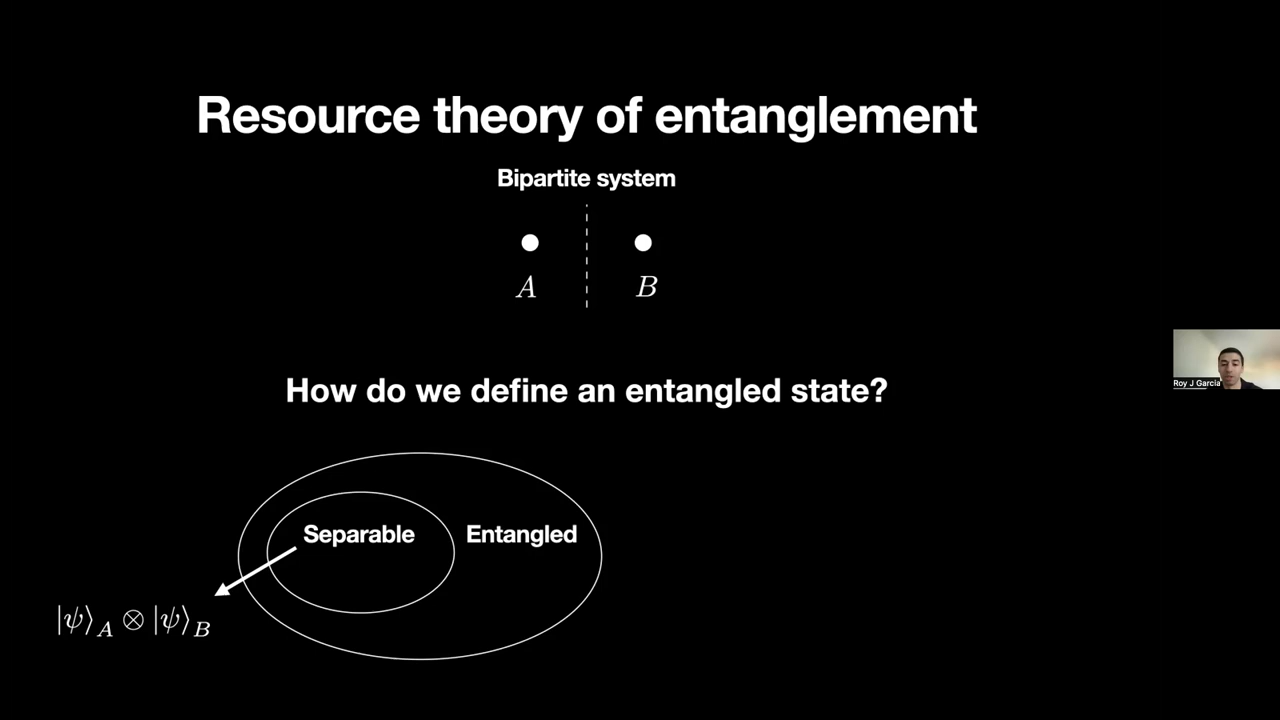 Resource theory of entanglement
Bipartite system
A B
How do we define an entangled state?
Separable Entangled
|ψ⟩_A ⊗ |ψ⟩_B
Roy J Garcia